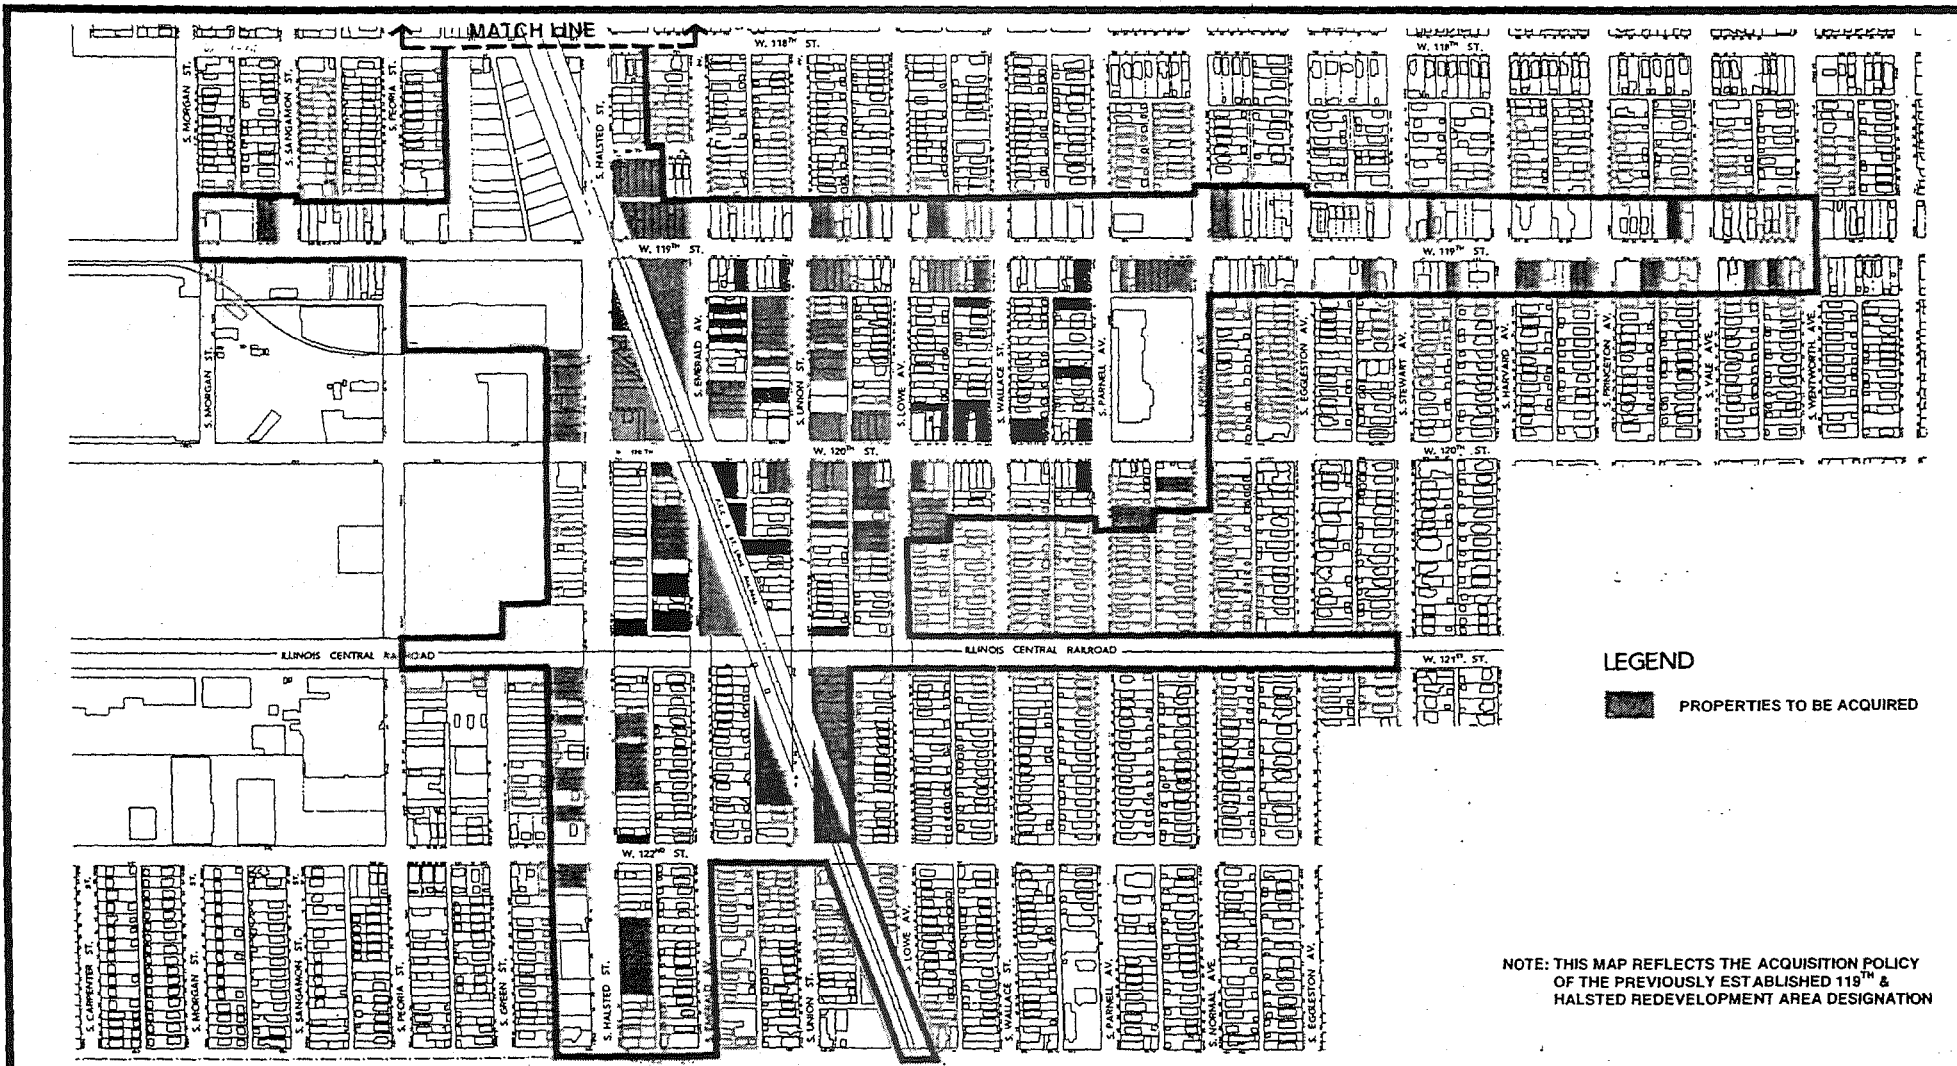 MATCH LINE
W. 118TH ST.
W. 118TH ST.
S. MORGAN ST.
S. SANGAMON ST.
S. PEORIA ST.
S. HALSTED ST.
W. 119TH ST.
W. 119TH ST.
S. MORGAN ST.
S. EMERALD AV.
S. UNION ST.
S. LOWE AV.
S. WALLACE ST.
S. PARNELL AV.
S. NORMAL AVE.
S. EGGLESTON AV.
S. STEWART AV.
S. HARVARD AV.
S. PRINCETON AV.
S. YALE AVE.
S. WENTWORTH AVE.
W. 120TH ST.
W. 120TH ST.
ILLINOIS CENTRAL RAILROAD
ILLINOIS CENTRAL RAILROAD
W. 121ST. ST.
LEGEND
PROPERTIES TO BE ACQUIRED
W. 122ND ST.
S. CARPENTER ST.
S. MORGAN ST.
S. SANGAMON ST.
S. PEORIA ST.
S. GREEN ST.
S. HALSTED ST.
S. EMERALD AV.
S. UNION ST.
S. LOWE AV.
S. WALLACE ST.
S. PARNELL AV.
S. NORMAL AVE.
S. EGGLESTON AV.
NOTE: THIS MAP REFLECTS THE ACQUISITION POLICY
OF THE PREVIOUSLY ESTABLISHED 119TH &
HALSTED REDEVELOPMENT AREA DESIGNATION